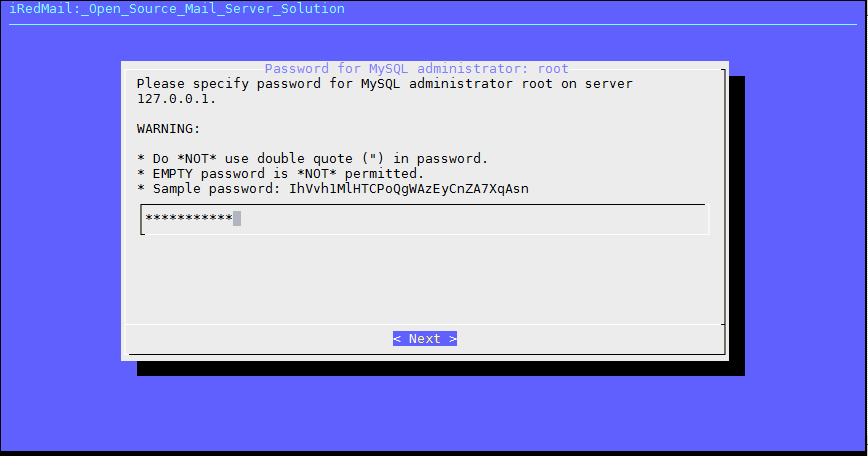 iRedMail:_Open_Source_Mail_Server_Solution
Password for MySQL administrator: root
Please specify password for MySQL administrator root on server
127.0.0.1.
WARNING:
* Do *NOT* use double quote (") in password.
* EMPTY password is *NOT* permitted.
* Sample password: IhVvh1MlHTCPoQgWAzEyCnZA7XqAsn
***********
< Next >